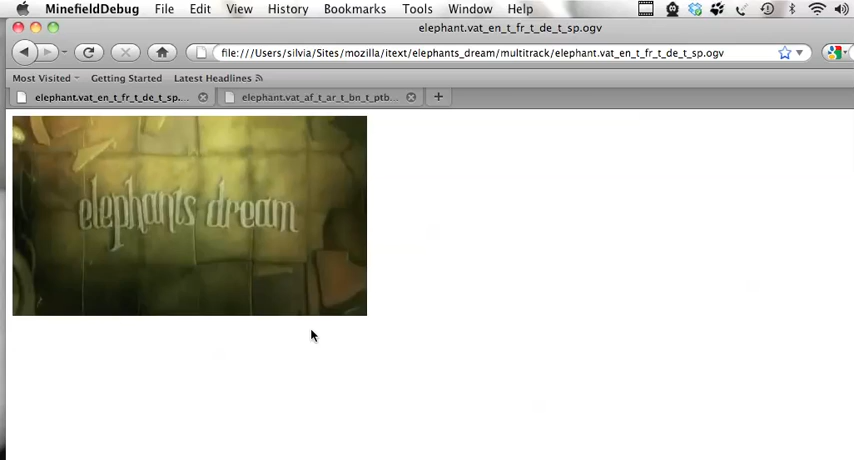 MinefieldDebug File Edit View History Bookmarks Tools Window Help
elephant.vat_en_t_fr_t_de_t_sp.ogv
file:///Users/silvia/Sites/mozilla/itext/elephants_dream/multitrack/elephant.vat_en_t_fr_t_de_t_sp.ogv
Most Visited Getting Started Latest Headlines
elephant.vat_en_t_fr_t_de_t_sp.... elephant.vat_af_t_ar_t_bn_t_ptb...
elephants dream